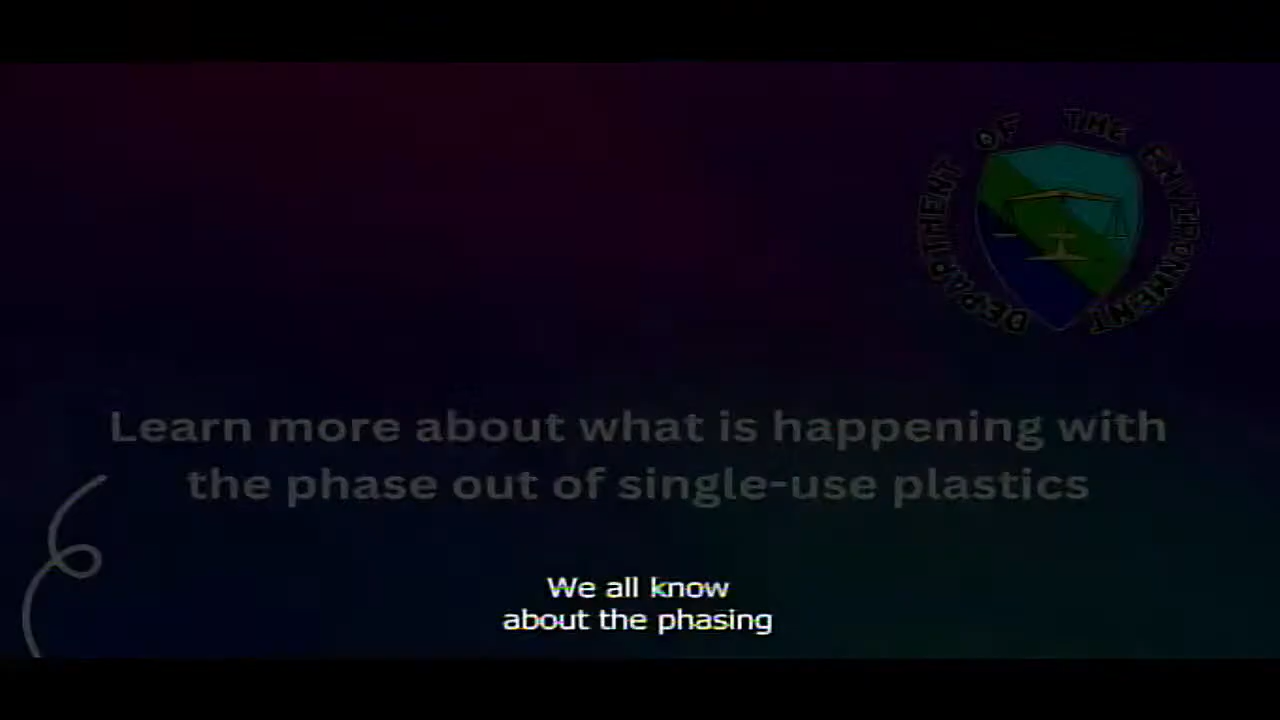 DEPARTMENT OF THE ENVIRONMENT
Learn more about what is happening with
the phase out of single-use plastics
We all know
about the phasing